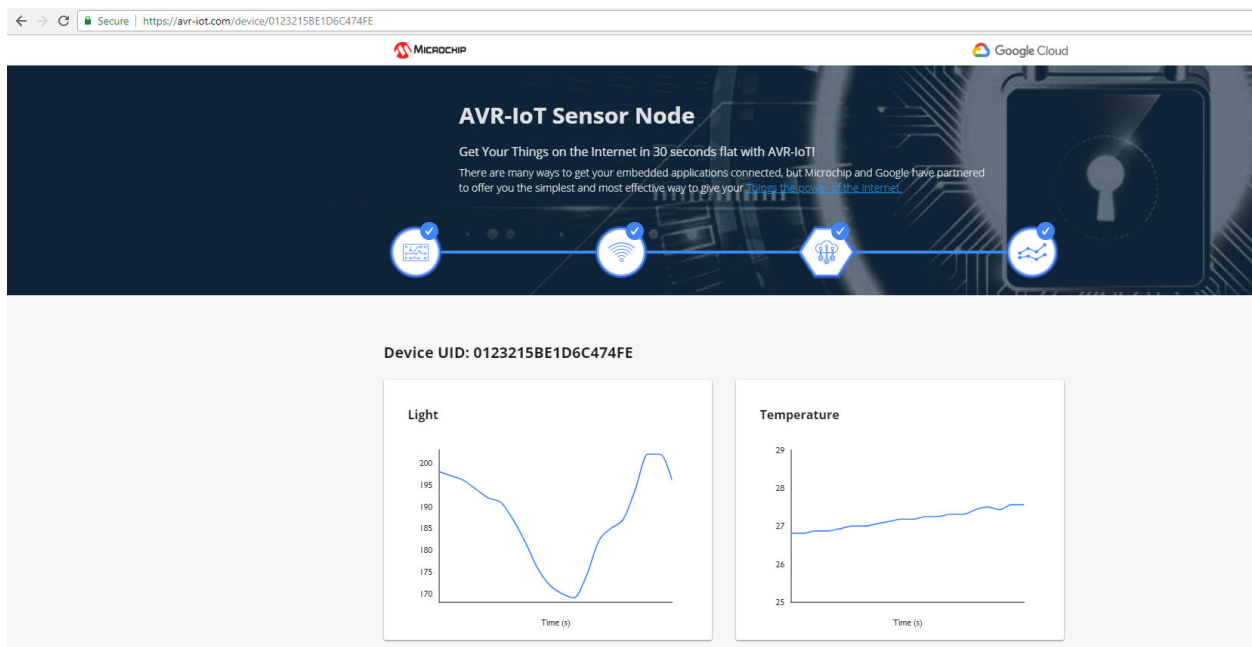 Secure | https://avr-iot.com/device/0123215BE1D6C474FE
MICROCHIP
Google Cloud
AVR-IoT Sensor Node
Get Your Things on the Internet in 30 seconds flat with AVR-IoT!
There are many ways to get your embedded applications connected, but Microchip and Google have partnered
to offer you the simplest and most effective way to give your Things the power of the Internet.
Device UID: 0123215BE1D6C474FE
Light
200
195
190
185
180
175
170
Time (s)
Temperature
29
28
27
26
25
Time (s)